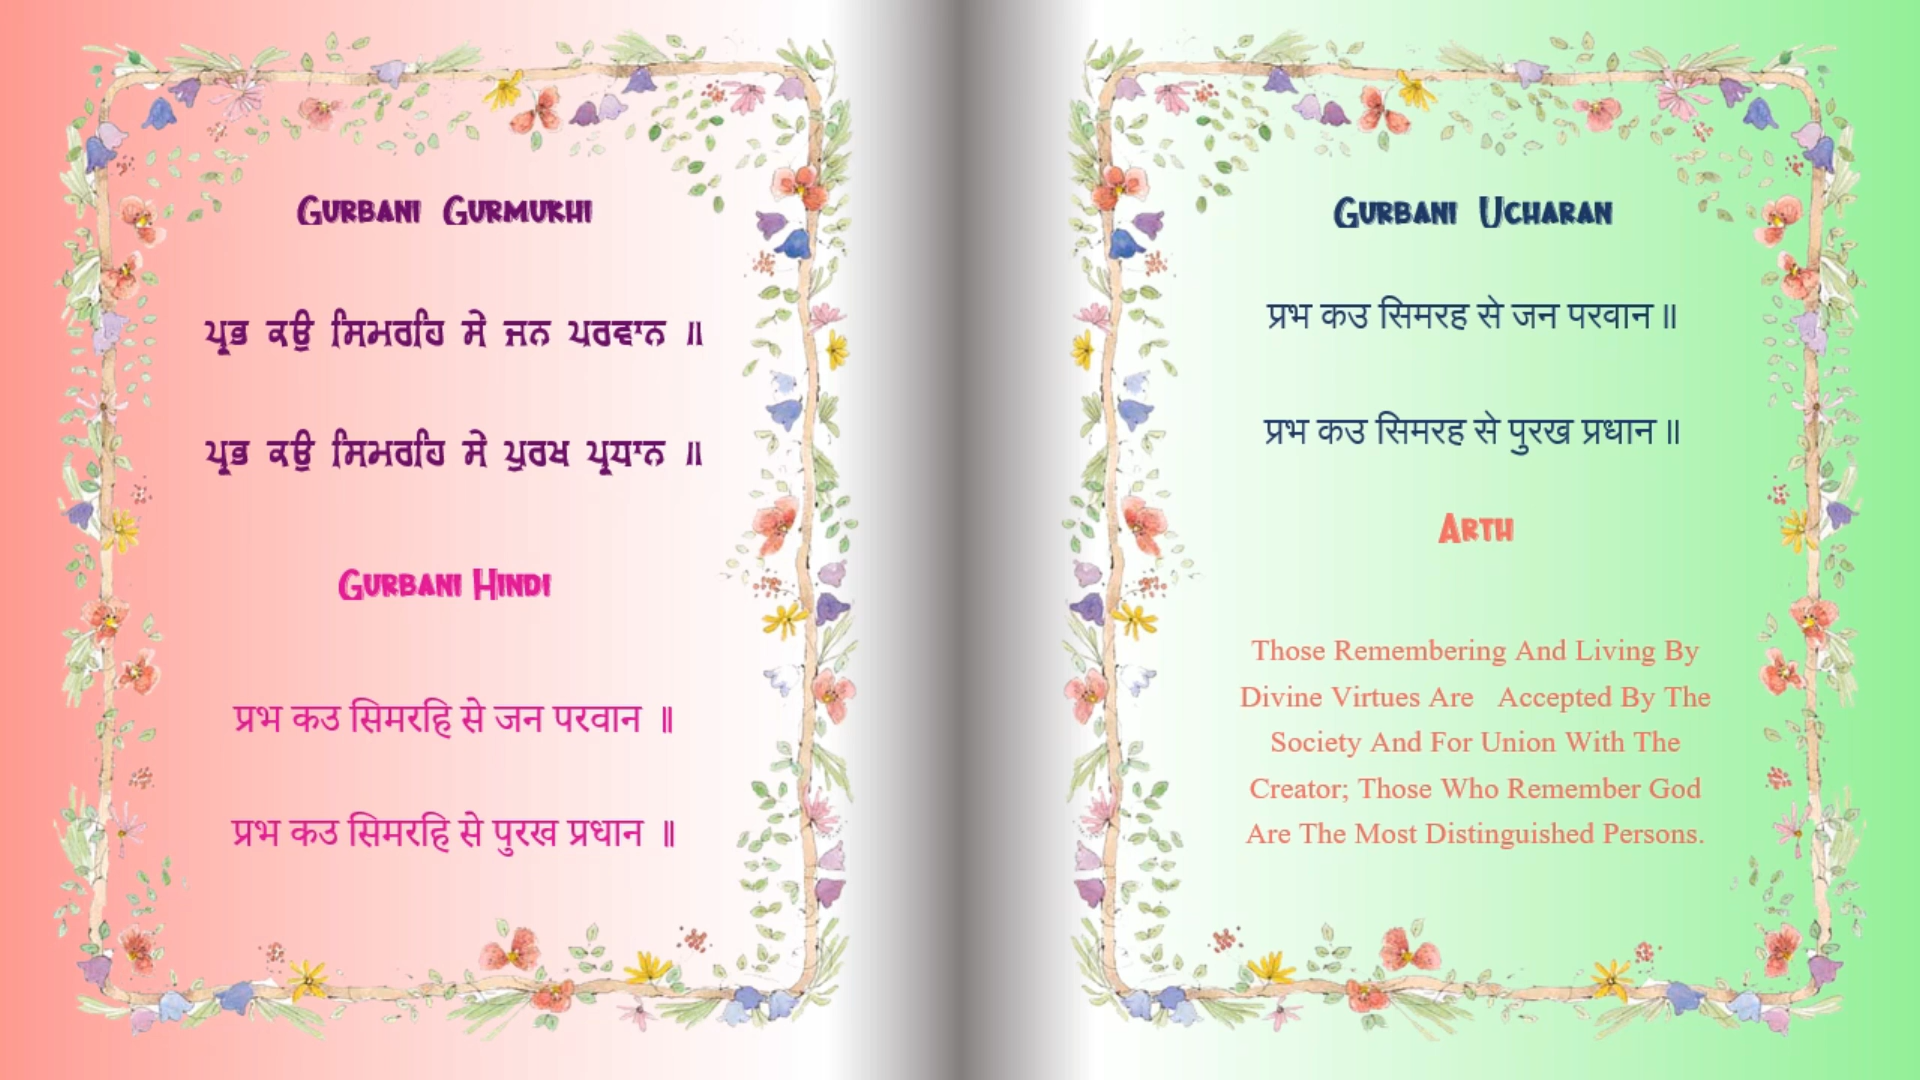 Gurbani Gurmukhi
ਪ੍ਰਭ ਕਉ ਸਿਮਰਹਿ ਸੇ ਜਨ ਪਰਵਾਨ ॥
ਪ੍ਰਭ ਕਉ ਸਿਮਰਹਿ ਸੇ ਪੁਰਖ ਪ੍ਰਧਾਨ ॥
Gurbani Hindi
प्रभ कउ सिमरहि से जन परवान ॥
प्रभ कउ सिमरहि से पुरख प्रधान ॥
Gurbani Ucharan
प्रभ कउ सिमरह से जन परवान ॥
प्रभ कउ सिमरह से पुरख प्रधान ॥
Arth
Those Remembering And Living By
Divine Virtues Are Accepted By The
Society And For Union With The
Creator; Those Who Remember God
Are The Most Distinguished Persons.